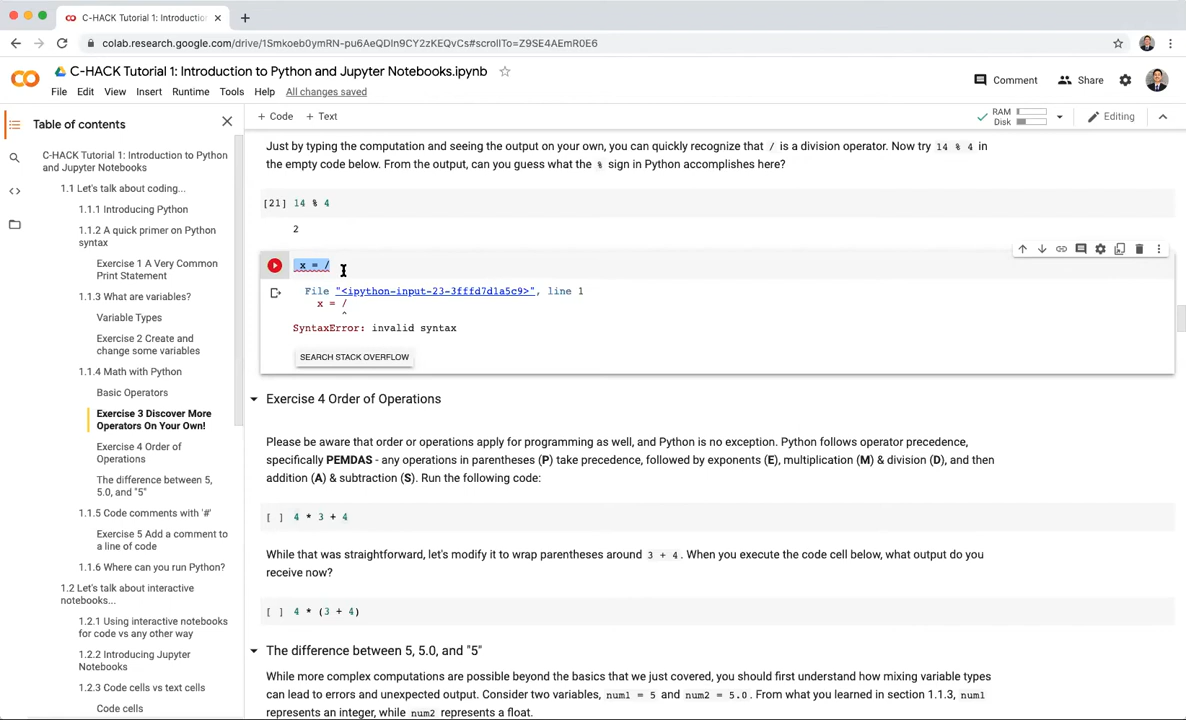 C-HACK Tutorial 1: Introductio
colab.research.google.com/drive/1Smkoeb0ymRN-pu6AeQDln9CY2zKEQvCs#scrollTo=Z9SE4AEmR0E6
C-HACK Tutorial 1: Introduction to Python and Jupyter Notebooks.ipynb
Comment
Share
File Edit View Insert Runtime Tools Help All changes saved
Table of contents
C-HACK Tutorial 1: Introduction to Python
and Jupyter Notebooks
1.1 Let's talk about coding...
1.1.1 Introducing Python
1.1.2 A quick primer on Python
syntax
Exercise 1 A Very Common
Print Statement
1.1.3 What are variables?
Variable Types
Exercise 2 Create and
change some variables
1.1.4 Math with Python
Basic Operators
Exercise 3 Discover More
Operators On Your Own!
Exercise 4 Order of
Operations
The difference between 5,
5.0, and "5"
1.1.5 Code comments with '#'
Exercise 5 Add a comment to
a line of code
1.1.6 Where can you run Python?
1.2 Let's talk about interactive
notebooks...
1.2.1 Using interactive notebooks
for code vs any other way
1.2.2 Introducing Jupyter
Notebooks
1.2.3 Code cells vs text cells
Code cells
+ Code + Text
RAM
Disk
Editing
Just by typing the computation and seeing the output on your own, you can quickly recognize that / is a division operator. Now try 14 % 4 in
the empty code below. From the output, can you guess what the % sign in Python accomplishes here?
[21] 14 % 4
2
x = /
File "<ipython-input-23-3fffd7d1a5c9>", line 1
x = /
^
SyntaxError: invalid syntax
SEARCH STACK OVERFLOW
Exercise 4 Order of Operations
Please be aware that order or operations apply for programming as well, and Python is no exception. Python follows operator precedence,
specifically PEMDAS - any operations in parentheses (P) take precedence, followed by exponents (E), multiplication (M) & division (D), and then
addition (A) & subtraction (S). Run the following code:
[ ] 4 * 3 + 4
While that was straightforward, let's modify it to wrap parentheses around 3 + 4. When you execute the code cell below, what output do you
receive now?
[ ] 4 * (3 + 4)
The difference between 5, 5.0, and "5"
While more complex computations are possible beyond the basics that we just covered, you should first understand how mixing variable types
can lead to errors and unexpected output. Consider two variables, num1 = 5 and num2 = 5.0. From what you learned in section 1.1.3, num1
represents an integer, while num2 represents a float.